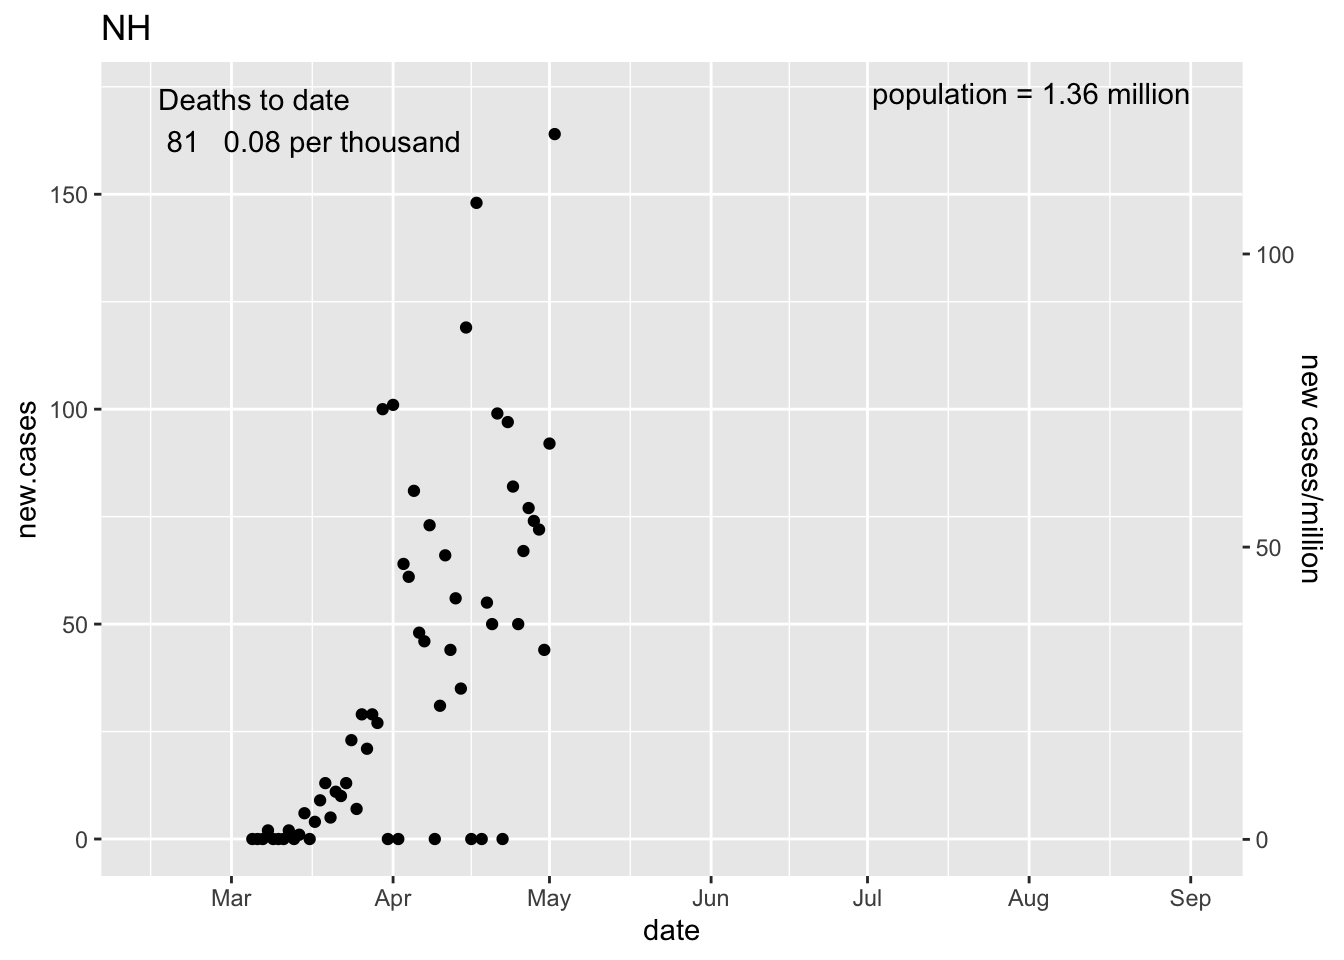 NH
Deaths to date
81 0.08 per thousand
population = 1.36 million
150
100
50
0
new.cases
100
50
0
new cases/million
Mar Apr May Jun Jul Aug Sep
date